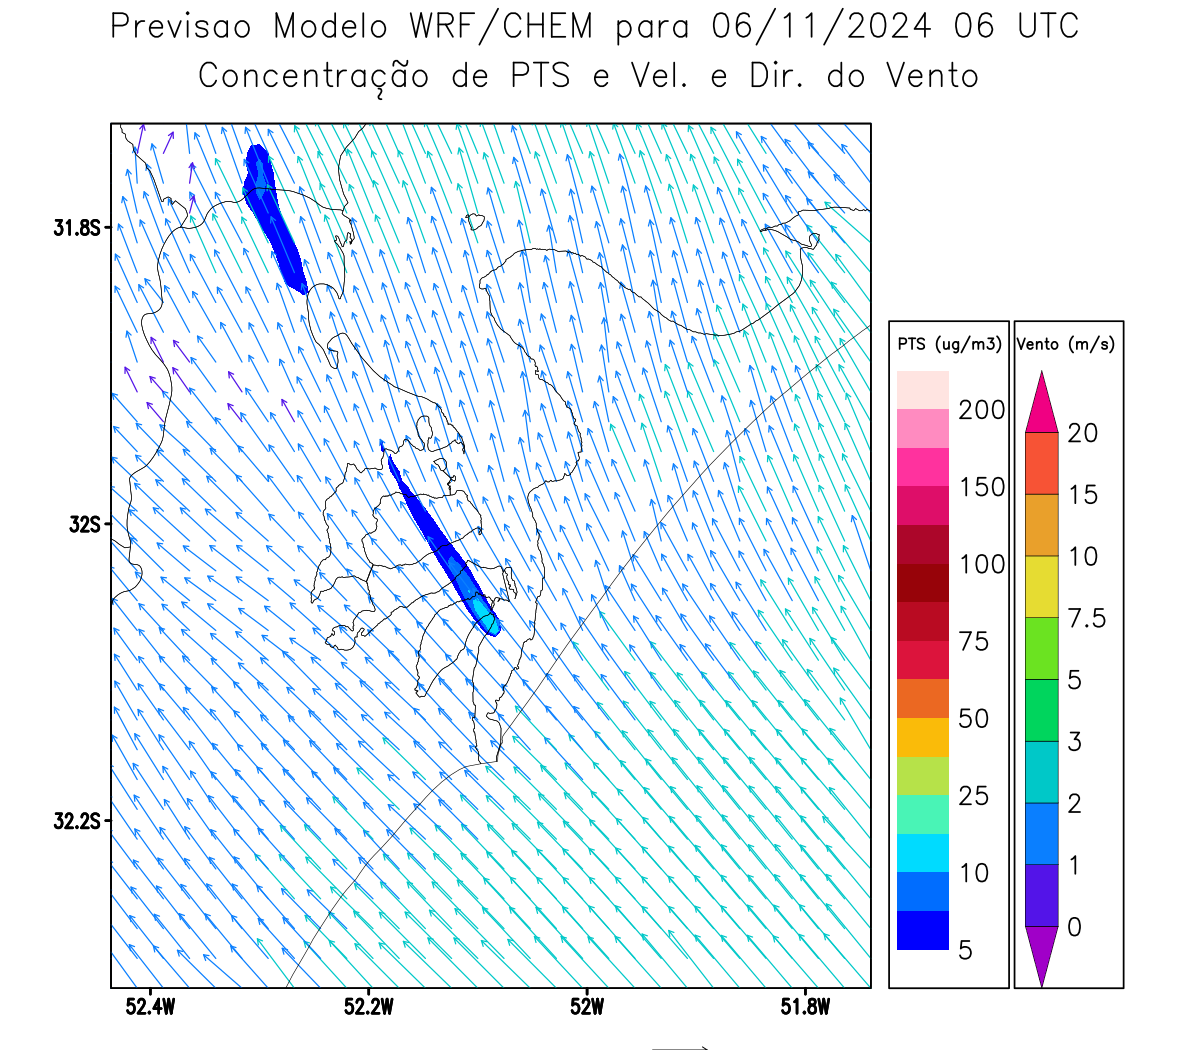 Previsao Modelo WRF/CHEM para 06/11/2024 06 UTC
Concentração de PTS e Vel. e Dir. do Vento
31.8S
32S
32.2S
52.4W
52.2W
52W
51.8W
PTS (ug/m3)
200
150
100
75
50
25
10
5
Vento (m/s)
20
15
10
7.5
5
3
2
1
0